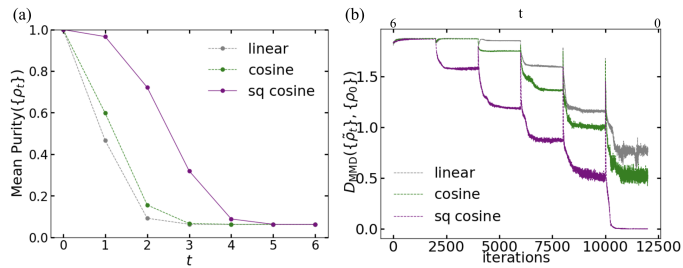 (a)
Mean Purity({ρt})
1.0
0.8
0.6
0.4
0.2
0.0
0 1 2 3 4 5 6
t
linear
cosine
sq cosine
(b)
6 t 0
D_MMD({ρ̃t}, {ρ0})
1.5
1.0
0.5
0.0
0 2500 5000 7500 10000 12500
iterations
linear
cosine
sq cosine